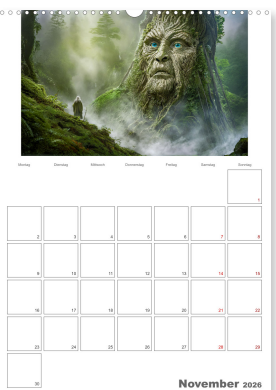 Montag Dienstag Mittwoch Donnerstag Freitag Samstag Sonntag
1
2 3 4 5 6 7 8
9 10 11 12 13 14 15
16 17 18 19 20 21 22
23 24 25 26 27 28 29
30
November 2026